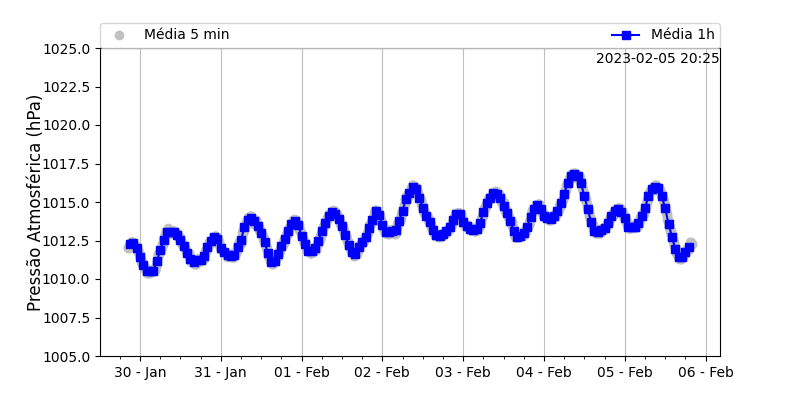 Média 5 min
Média 1h
2023-02-05 20:25
Pressão Atmosférica (hPa)
1025.0
1022.5
1020.0
1017.5
1015.0
1012.5
1010.0
1007.5
1005.0
30 - Jan
31 - Jan
01 - Feb
02 - Feb
03 - Feb
04 - Feb
05 - Feb
06 - Feb